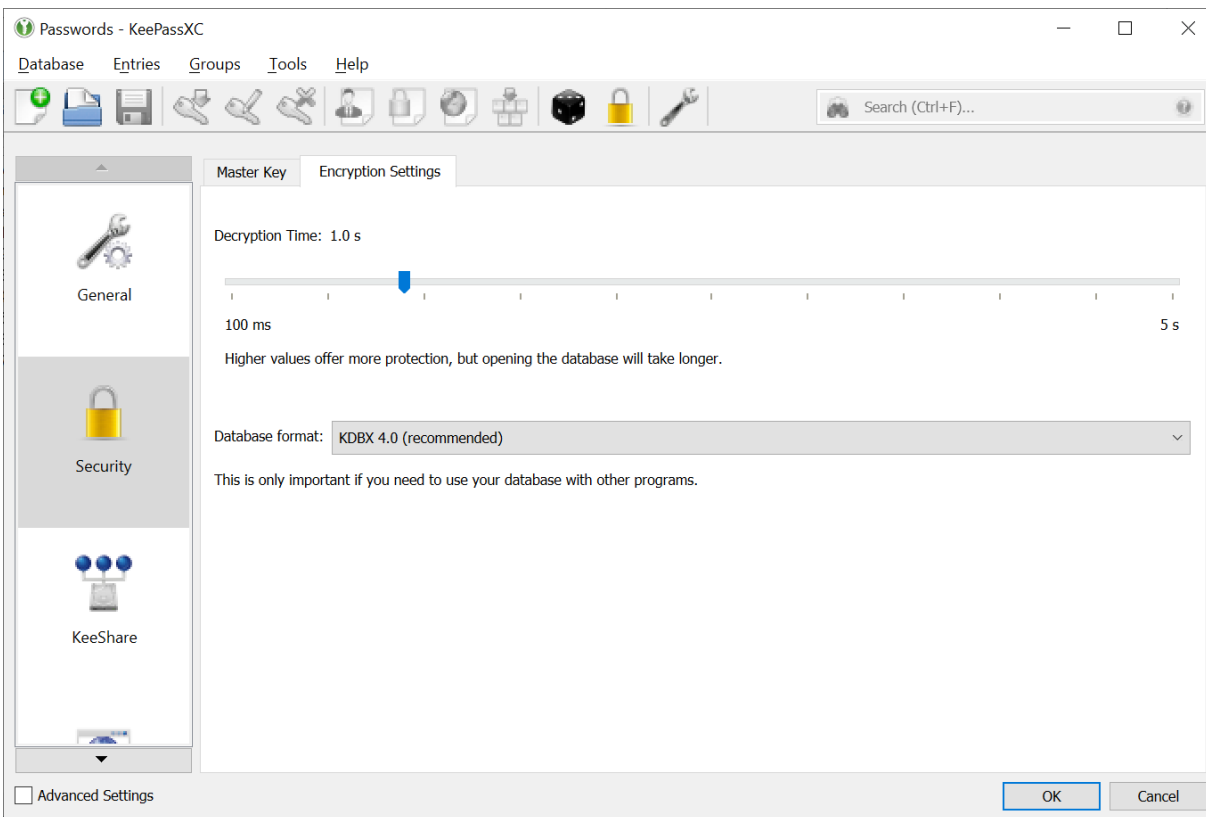 Passwords - KeePassXC
Database Entries Groups Tools Help
Search (Ctrl+F)...
General
Security
KeeShare
Master Key Encryption Settings
Decryption Time: 1.0 s
100 ms 5 s
Higher values offer more protection, but opening the database will take longer.
Database format: KDBX 4.0 (recommended)
This is only important if you need to use your database with other programs.
Advanced Settings OK Cancel